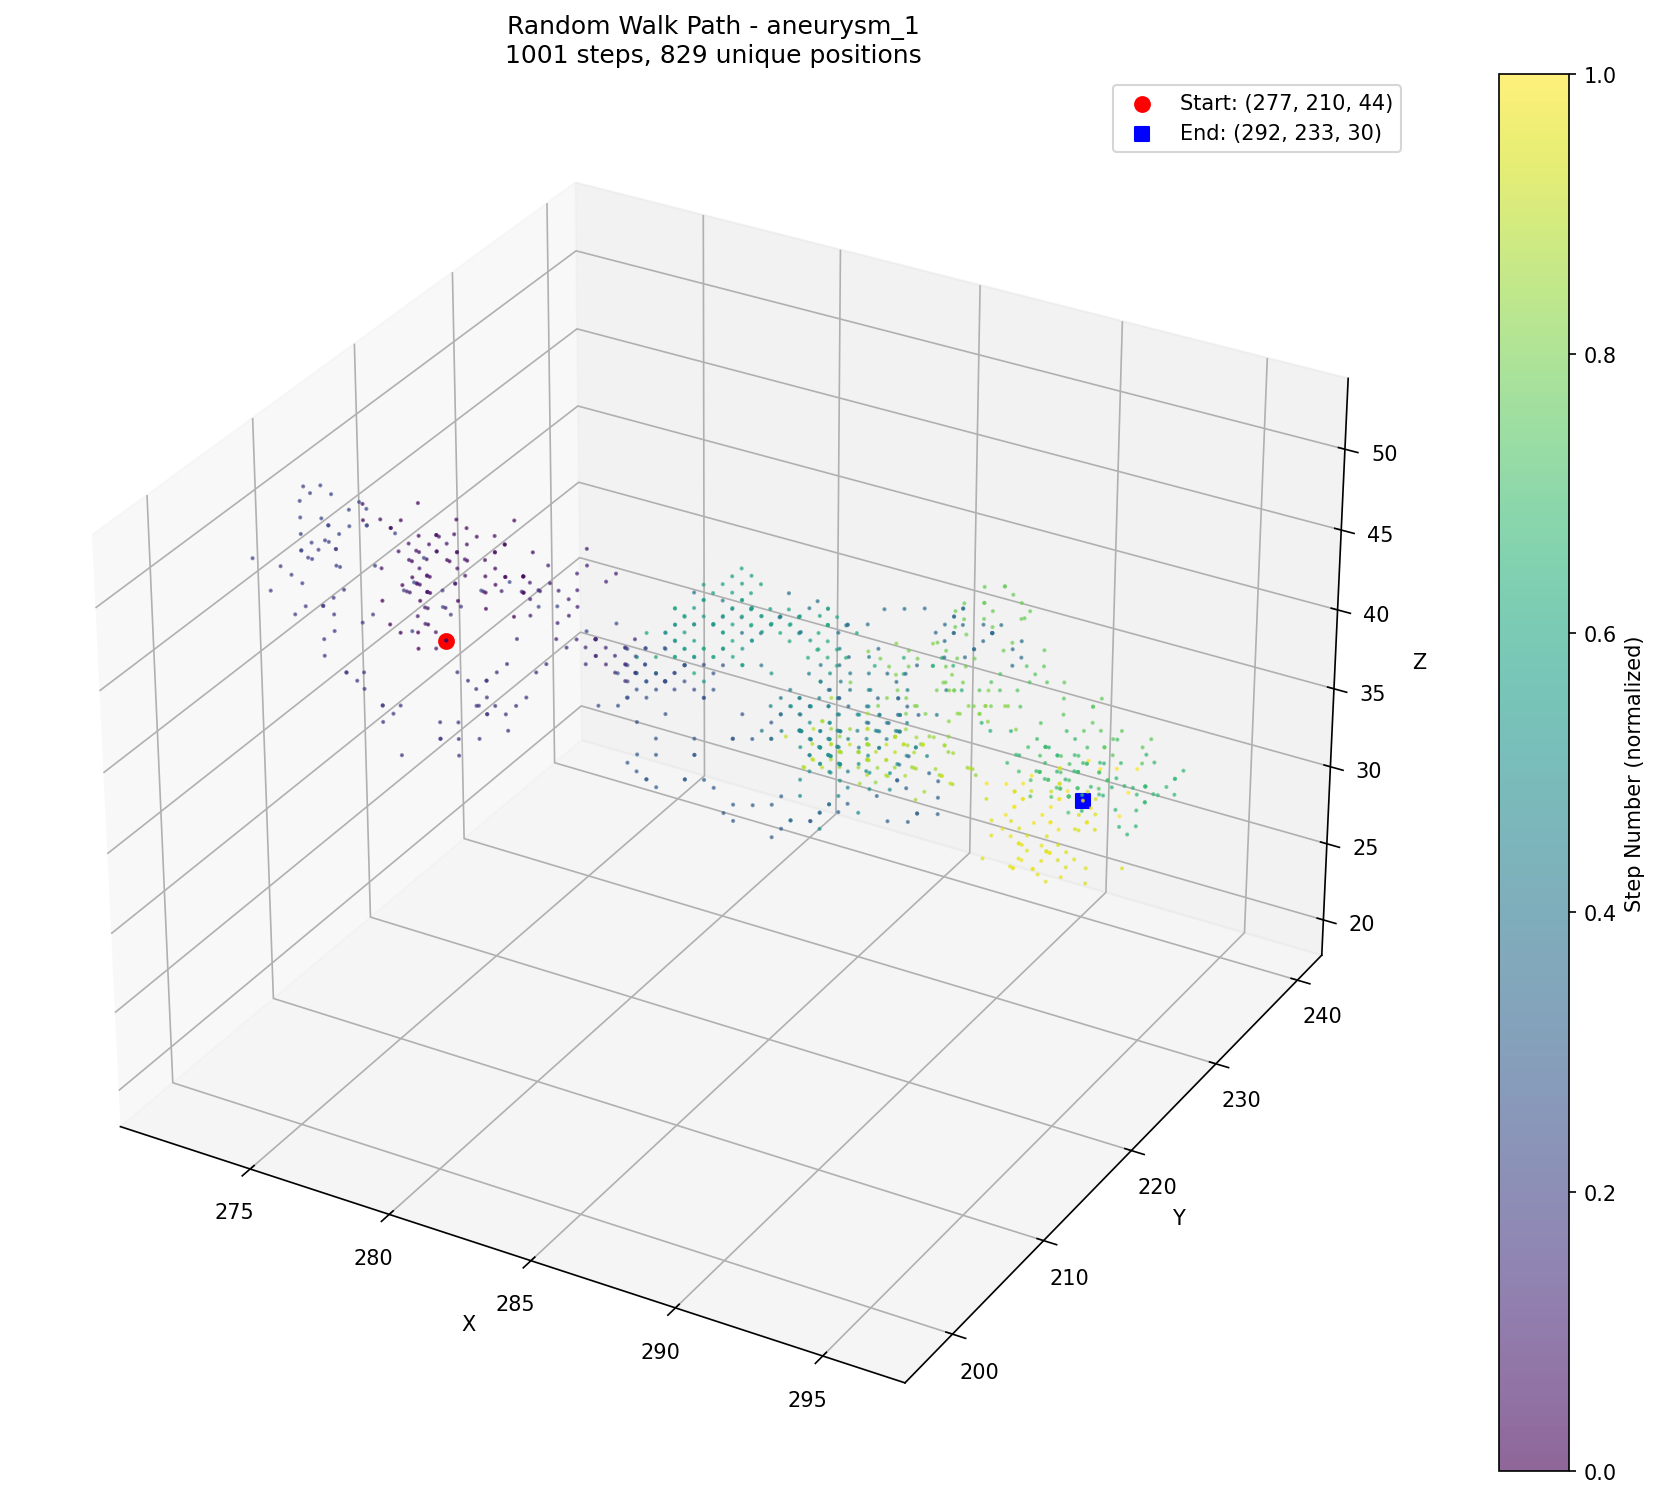 Random Walk Path - aneurysm_1
1001 steps, 829 unique positions
Start: (277, 210, 44)
End: (292, 233, 30)
1.0
0.8
0.6
0.4
0.2
0.0
Step Number (normalized)
50
45
40
35
30
25
20
Z
240
230
220
210
200
Y
275
280
285
290
295
X